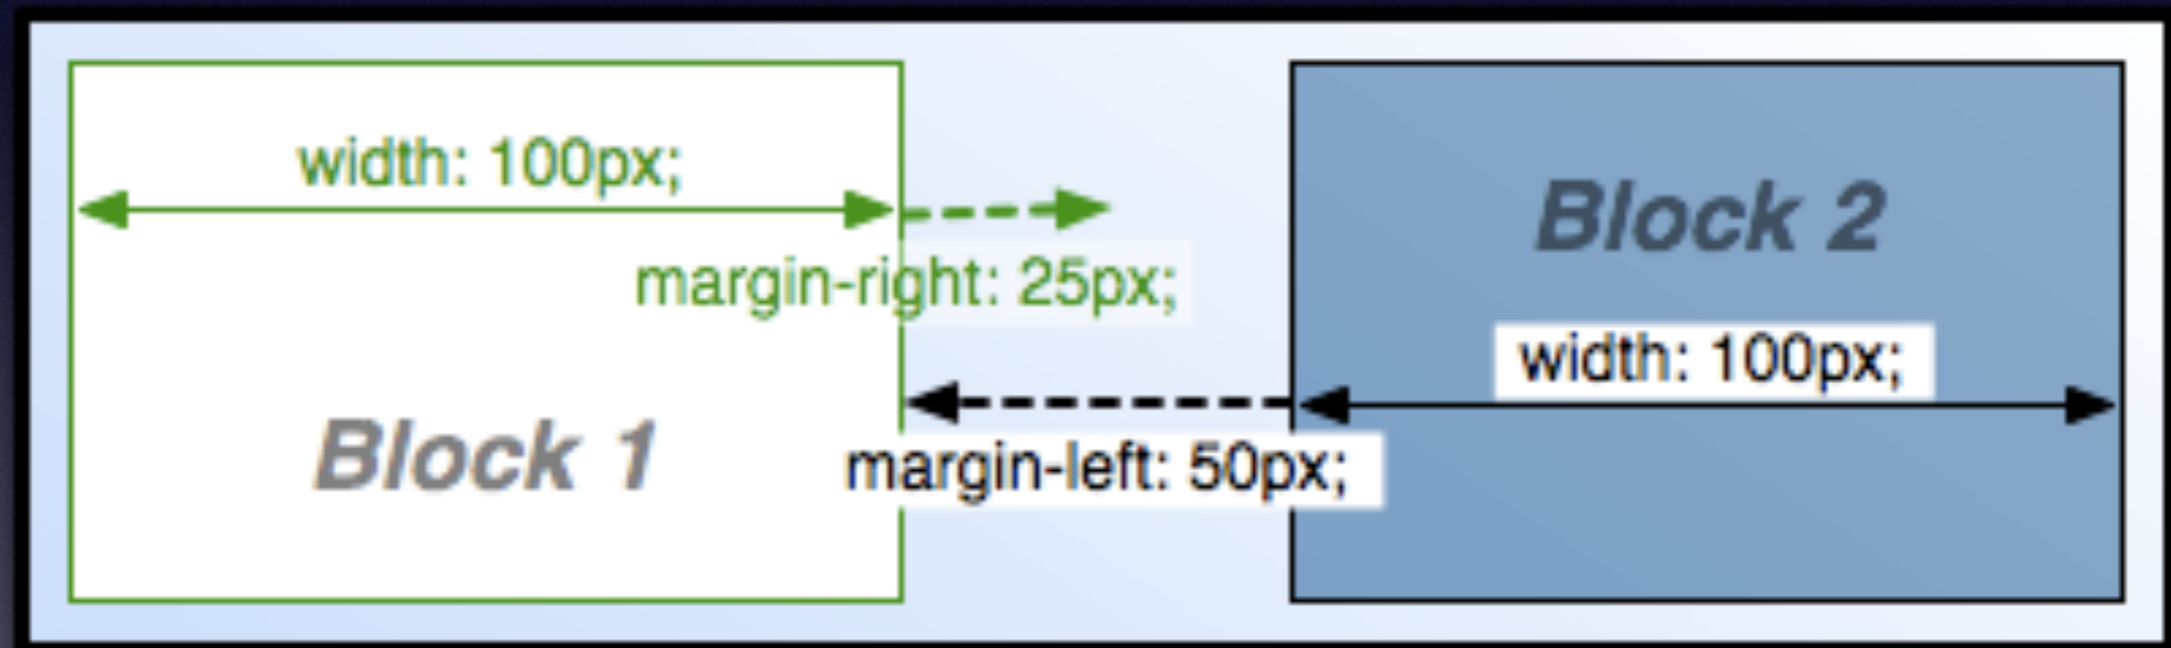 width: 100px;
margin-right: 25px;
Block 1
Block 2
width: 100px;
margin-left: 50px;